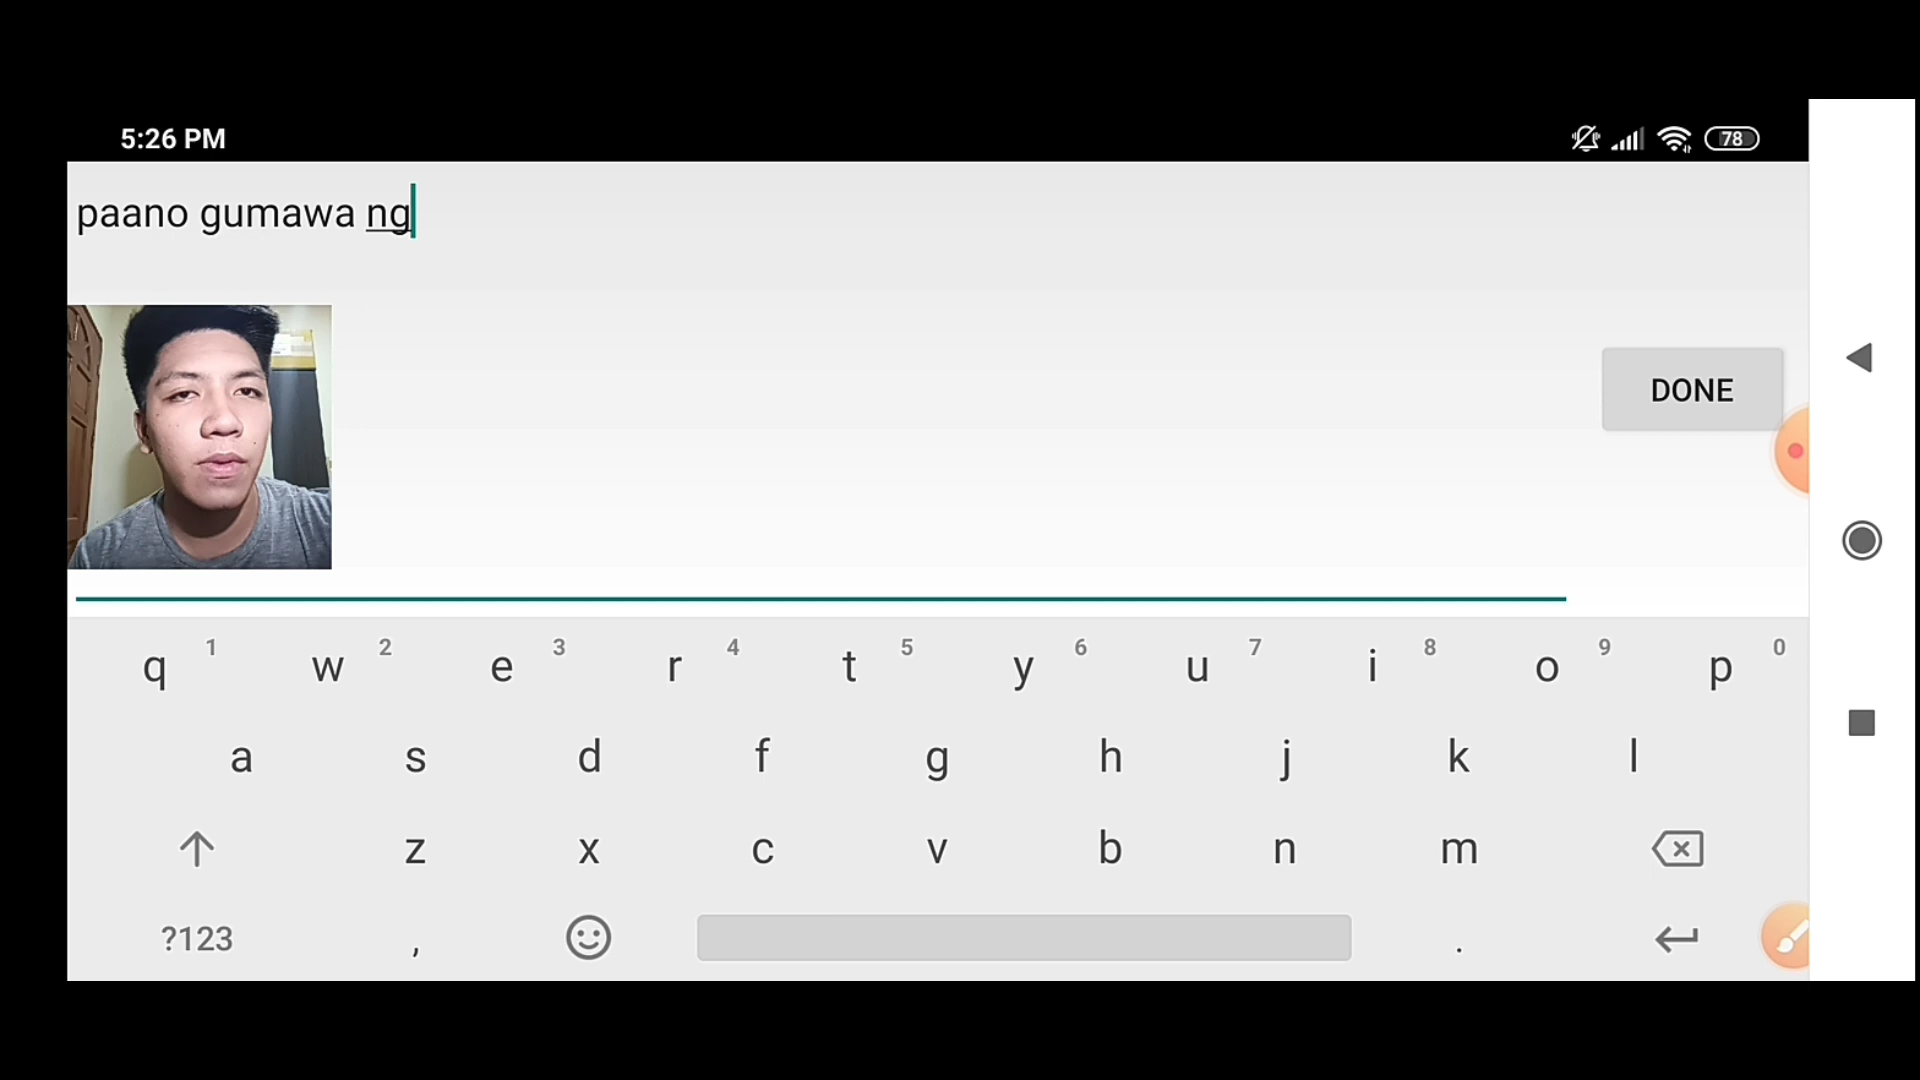 5:26 PM
78
paano gumawa ng
DONE
q 1 w 2 e 3 r 4 t 5 y 6 u 7 i 8 o 9 p 0
a s d f g h j k l
z x c v b n m
?123 , .